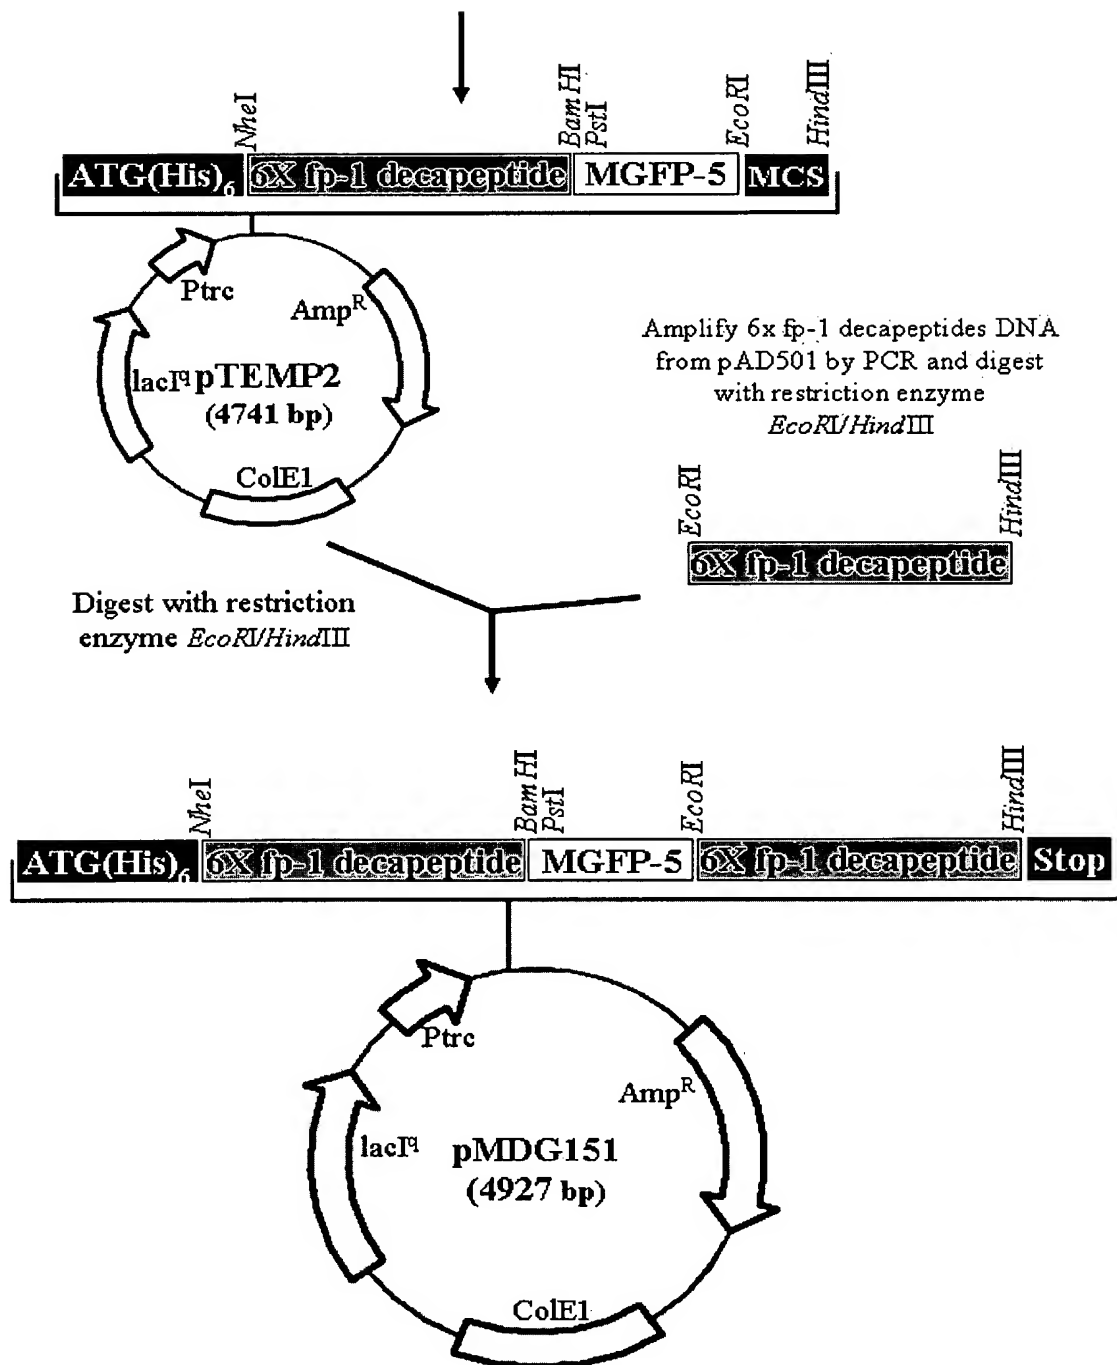 NheI
BamHI
PstI
EcoRI
HindIII
ATG(His)6 6X fp-1 decapeptide MGFP-5 MCS
Ptrc
AmpR
lacIq pTEMP2
(4741 bp)
ColE1
Amplify 6x fp-1 decapeptides DNA
from pAD501 by PCR and digest
with restriction enzyme
EcoRI/HindIII
EcoRI
HindIII
6X fp-1 decapeptide
Digest with restriction
enzyme EcoRI/HindIII
NheI
BamHI
PstI
EcoRI
HindIII
ATG(His)6 6X fp-1 decapeptide MGFP-5 6X fp-1 decapeptide Stop
Ptrc
AmpR
lacIq pMDG151
(4927 bp)
ColE1